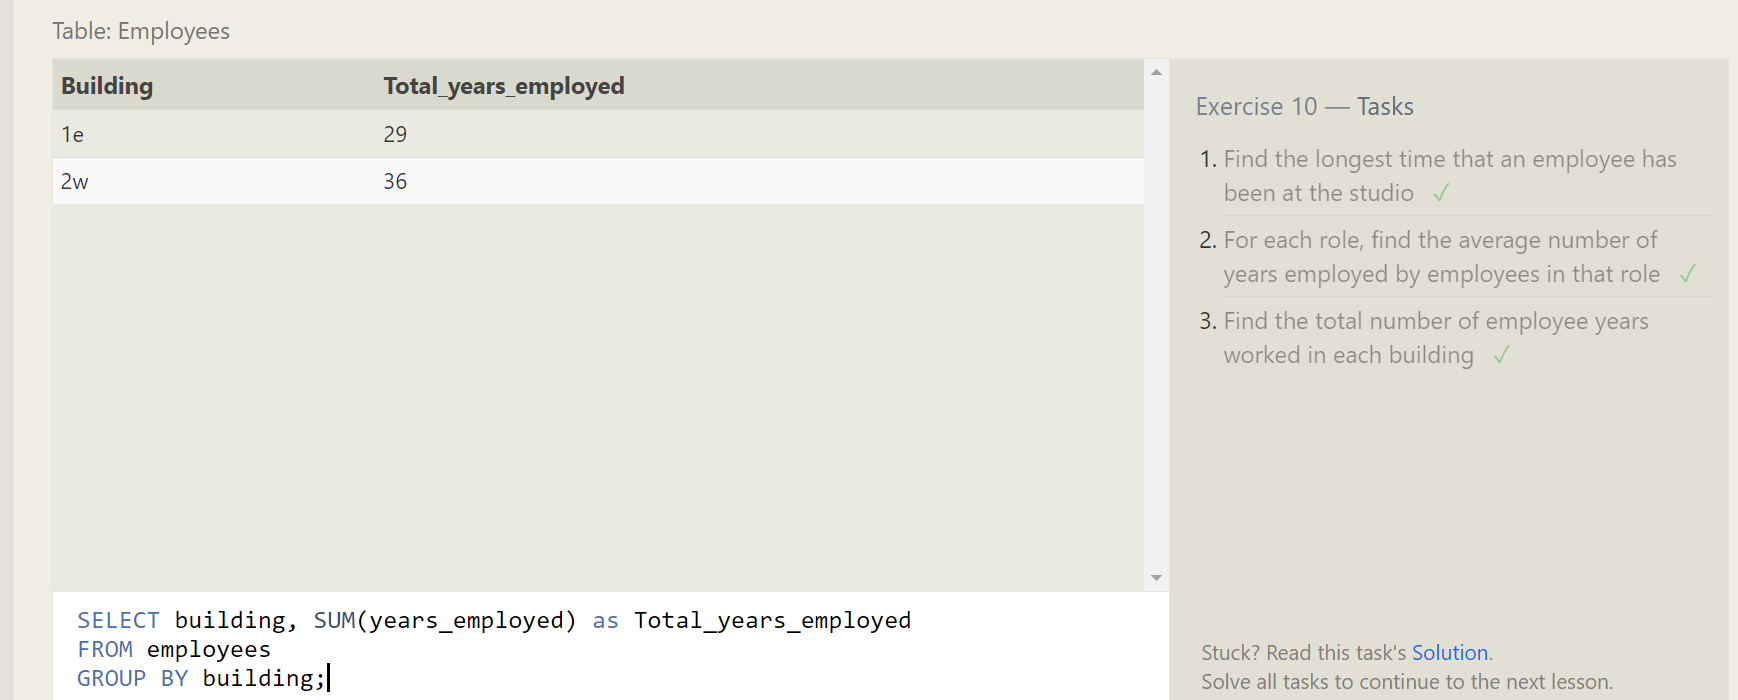 Table: Employees
Building Total_years_employed
1e 29
2w 36
SELECT building, SUM(years_employed) as Total_years_employed
FROM employees
GROUP BY building;
Exercise 10 — Tasks
1. Find the longest time that an employee has
been at the studio ✓
2. For each role, find the average number of
years employed by employees in that role ✓
3. Find the total number of employee years
worked in each building ✓
Stuck? Read this task's Solution.
Solve all tasks to continue to the next lesson.